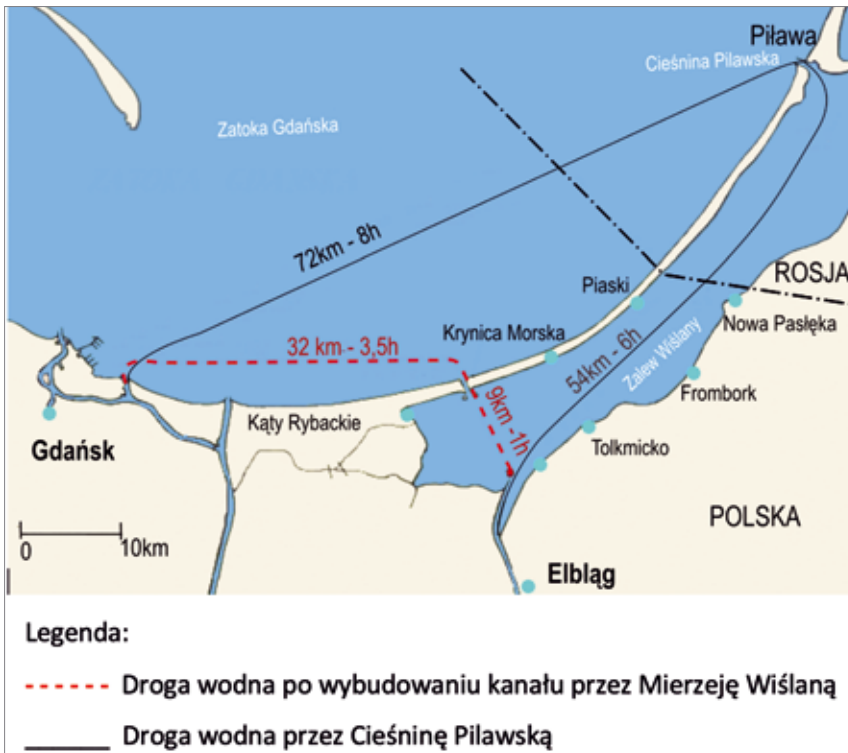 Piława
Cieśnina Pilawska
Zatoka Gdańska
72km - 8h
ROSJA
Piaski
Nowa Pasłęka
Krynica Morska
32 km - 3,5h
54km - 6h
Zalew Wiślany
Frombork
9km -1h
Kąty Rybackie
Gdańsk
Tolkmicko
POLSKA
0
10km
Elbląg
Legenda:
Droga wodna po wybudowaniu kanału przez Mierzeję Wiślaną
Droga wodna przez Cieśninę Pilawską